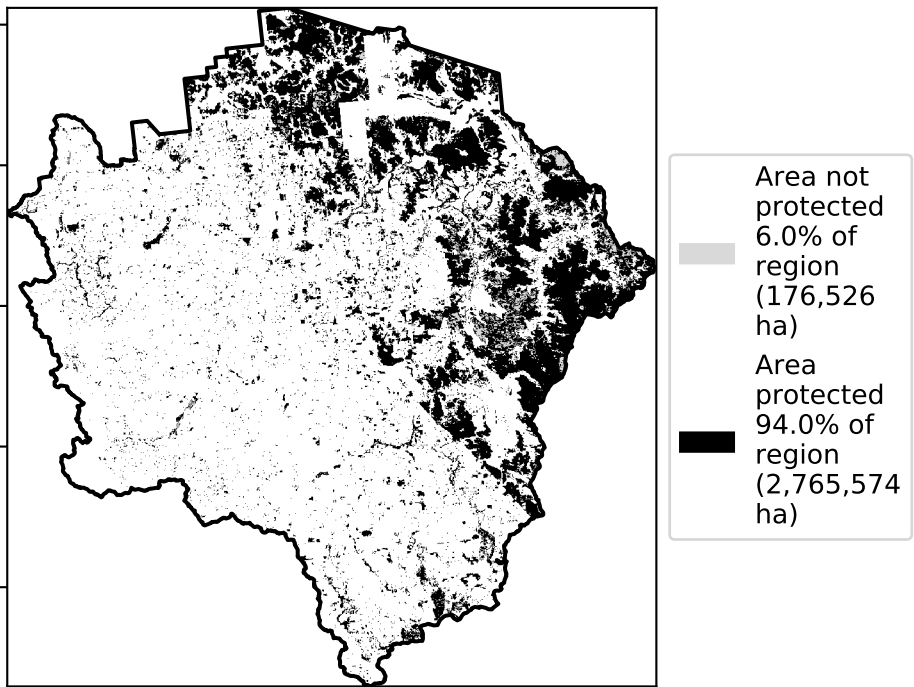 Area not
protected
6.0% of
region
(176,526
ha)
Area
protected
94.0% of
region
(2,765,574
ha)